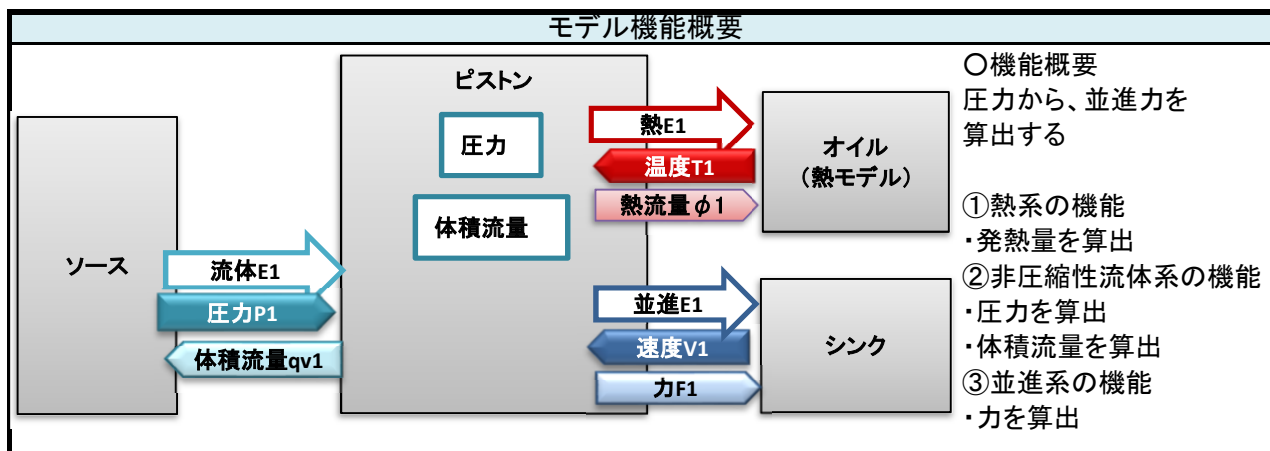 モデル機能概要
ソース
流体E1
圧力P1
体積流量qv1
ピストン
圧力
体積流量
熱E1
温度T1
熱流量φ1
並進E1
速度V1
力F1
オイル
（熱モデル）
シンク
〇機能概要
圧力から、並進力を
算出する
①熱系の機能
・発熱量を算出
②非圧縮性流体系の機能
・圧力を算出
・体積流量を算出
③並進系の機能
・力を算出